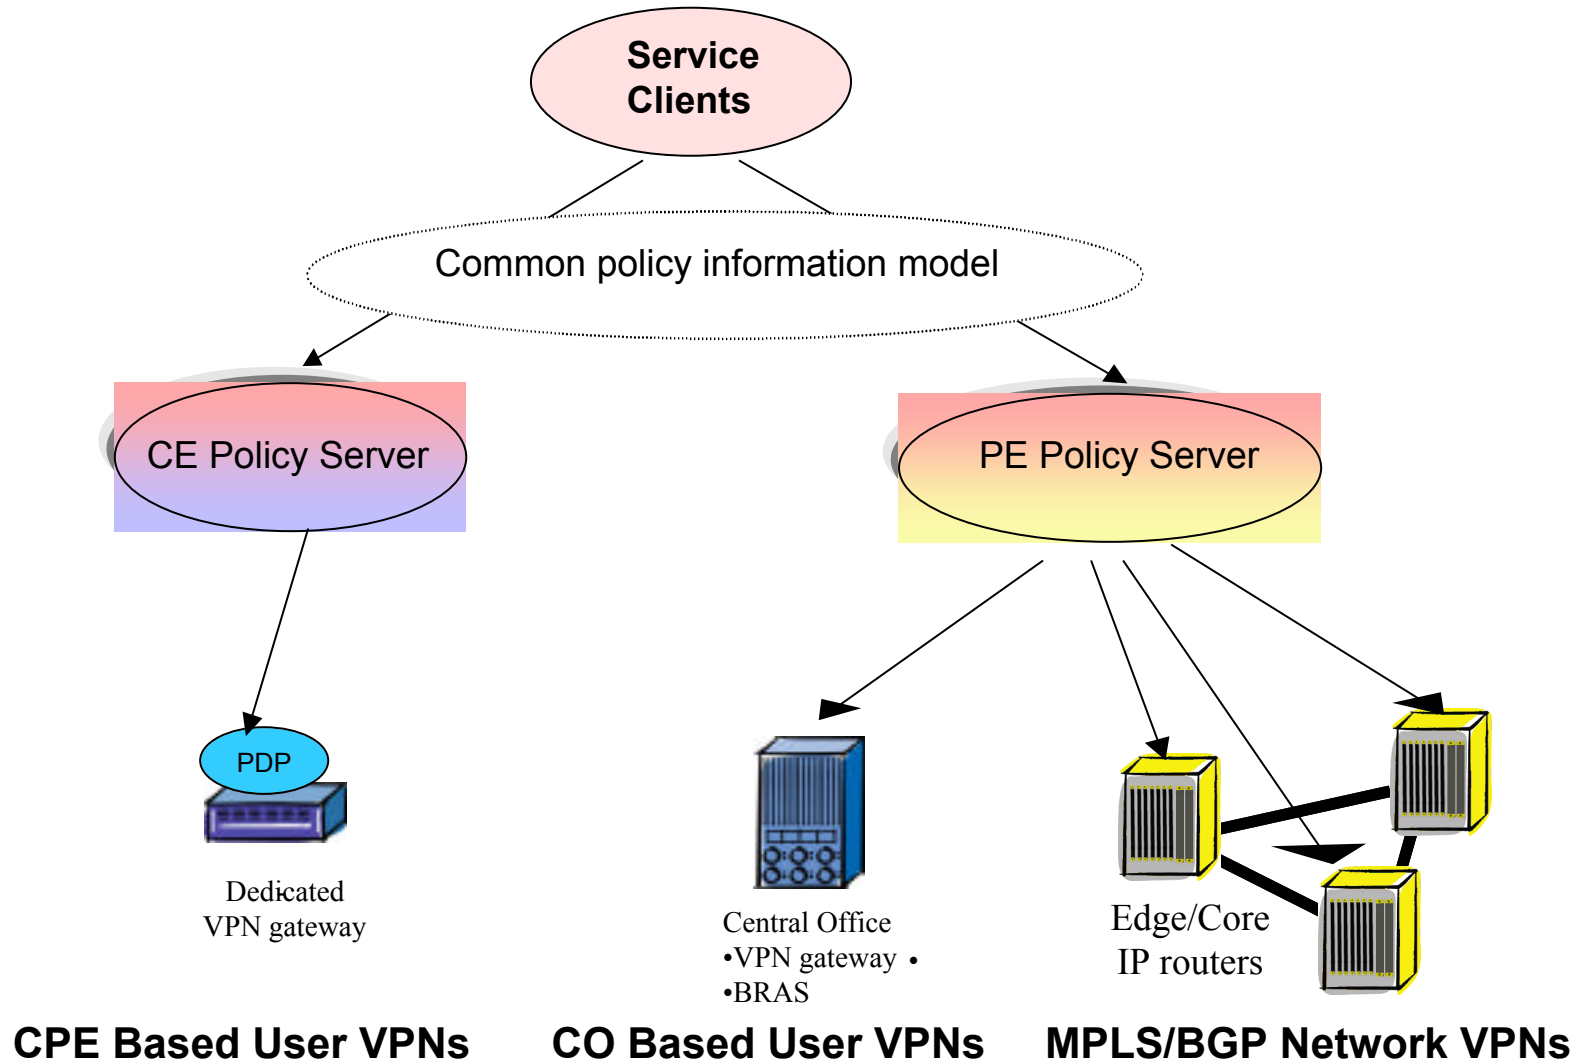 Service
Clients
Common policy information model
CE Policy Server
PE Policy Server
PDP
Dedicated
VPN gateway
Central Office
•VPN gateway •
•BRAS
Edge/Core
IP routers
CPE Based User VPNs
CO Based User VPNs
MPLS/BGP Network VPNs